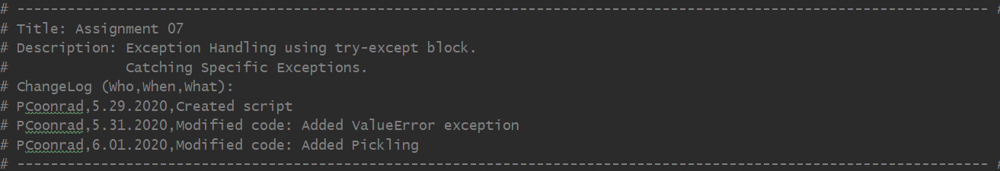 # ---------------------------------------------------------------------------------------------------------------------- #
# Title: Assignment 07
# Description: Exception Handling using try-except block.
#              Catching Specific Exceptions.
# ChangeLog (Who,When,What):
# PCoonrad,5.29.2020,Created script
# PCoonrad,5.31.2020,Modified code: Added ValueError exception
# PCoonrad,6.01.2020,Modified code: Added Pickling
# ---------------------------------------------------------------------------------------------------------------------- #